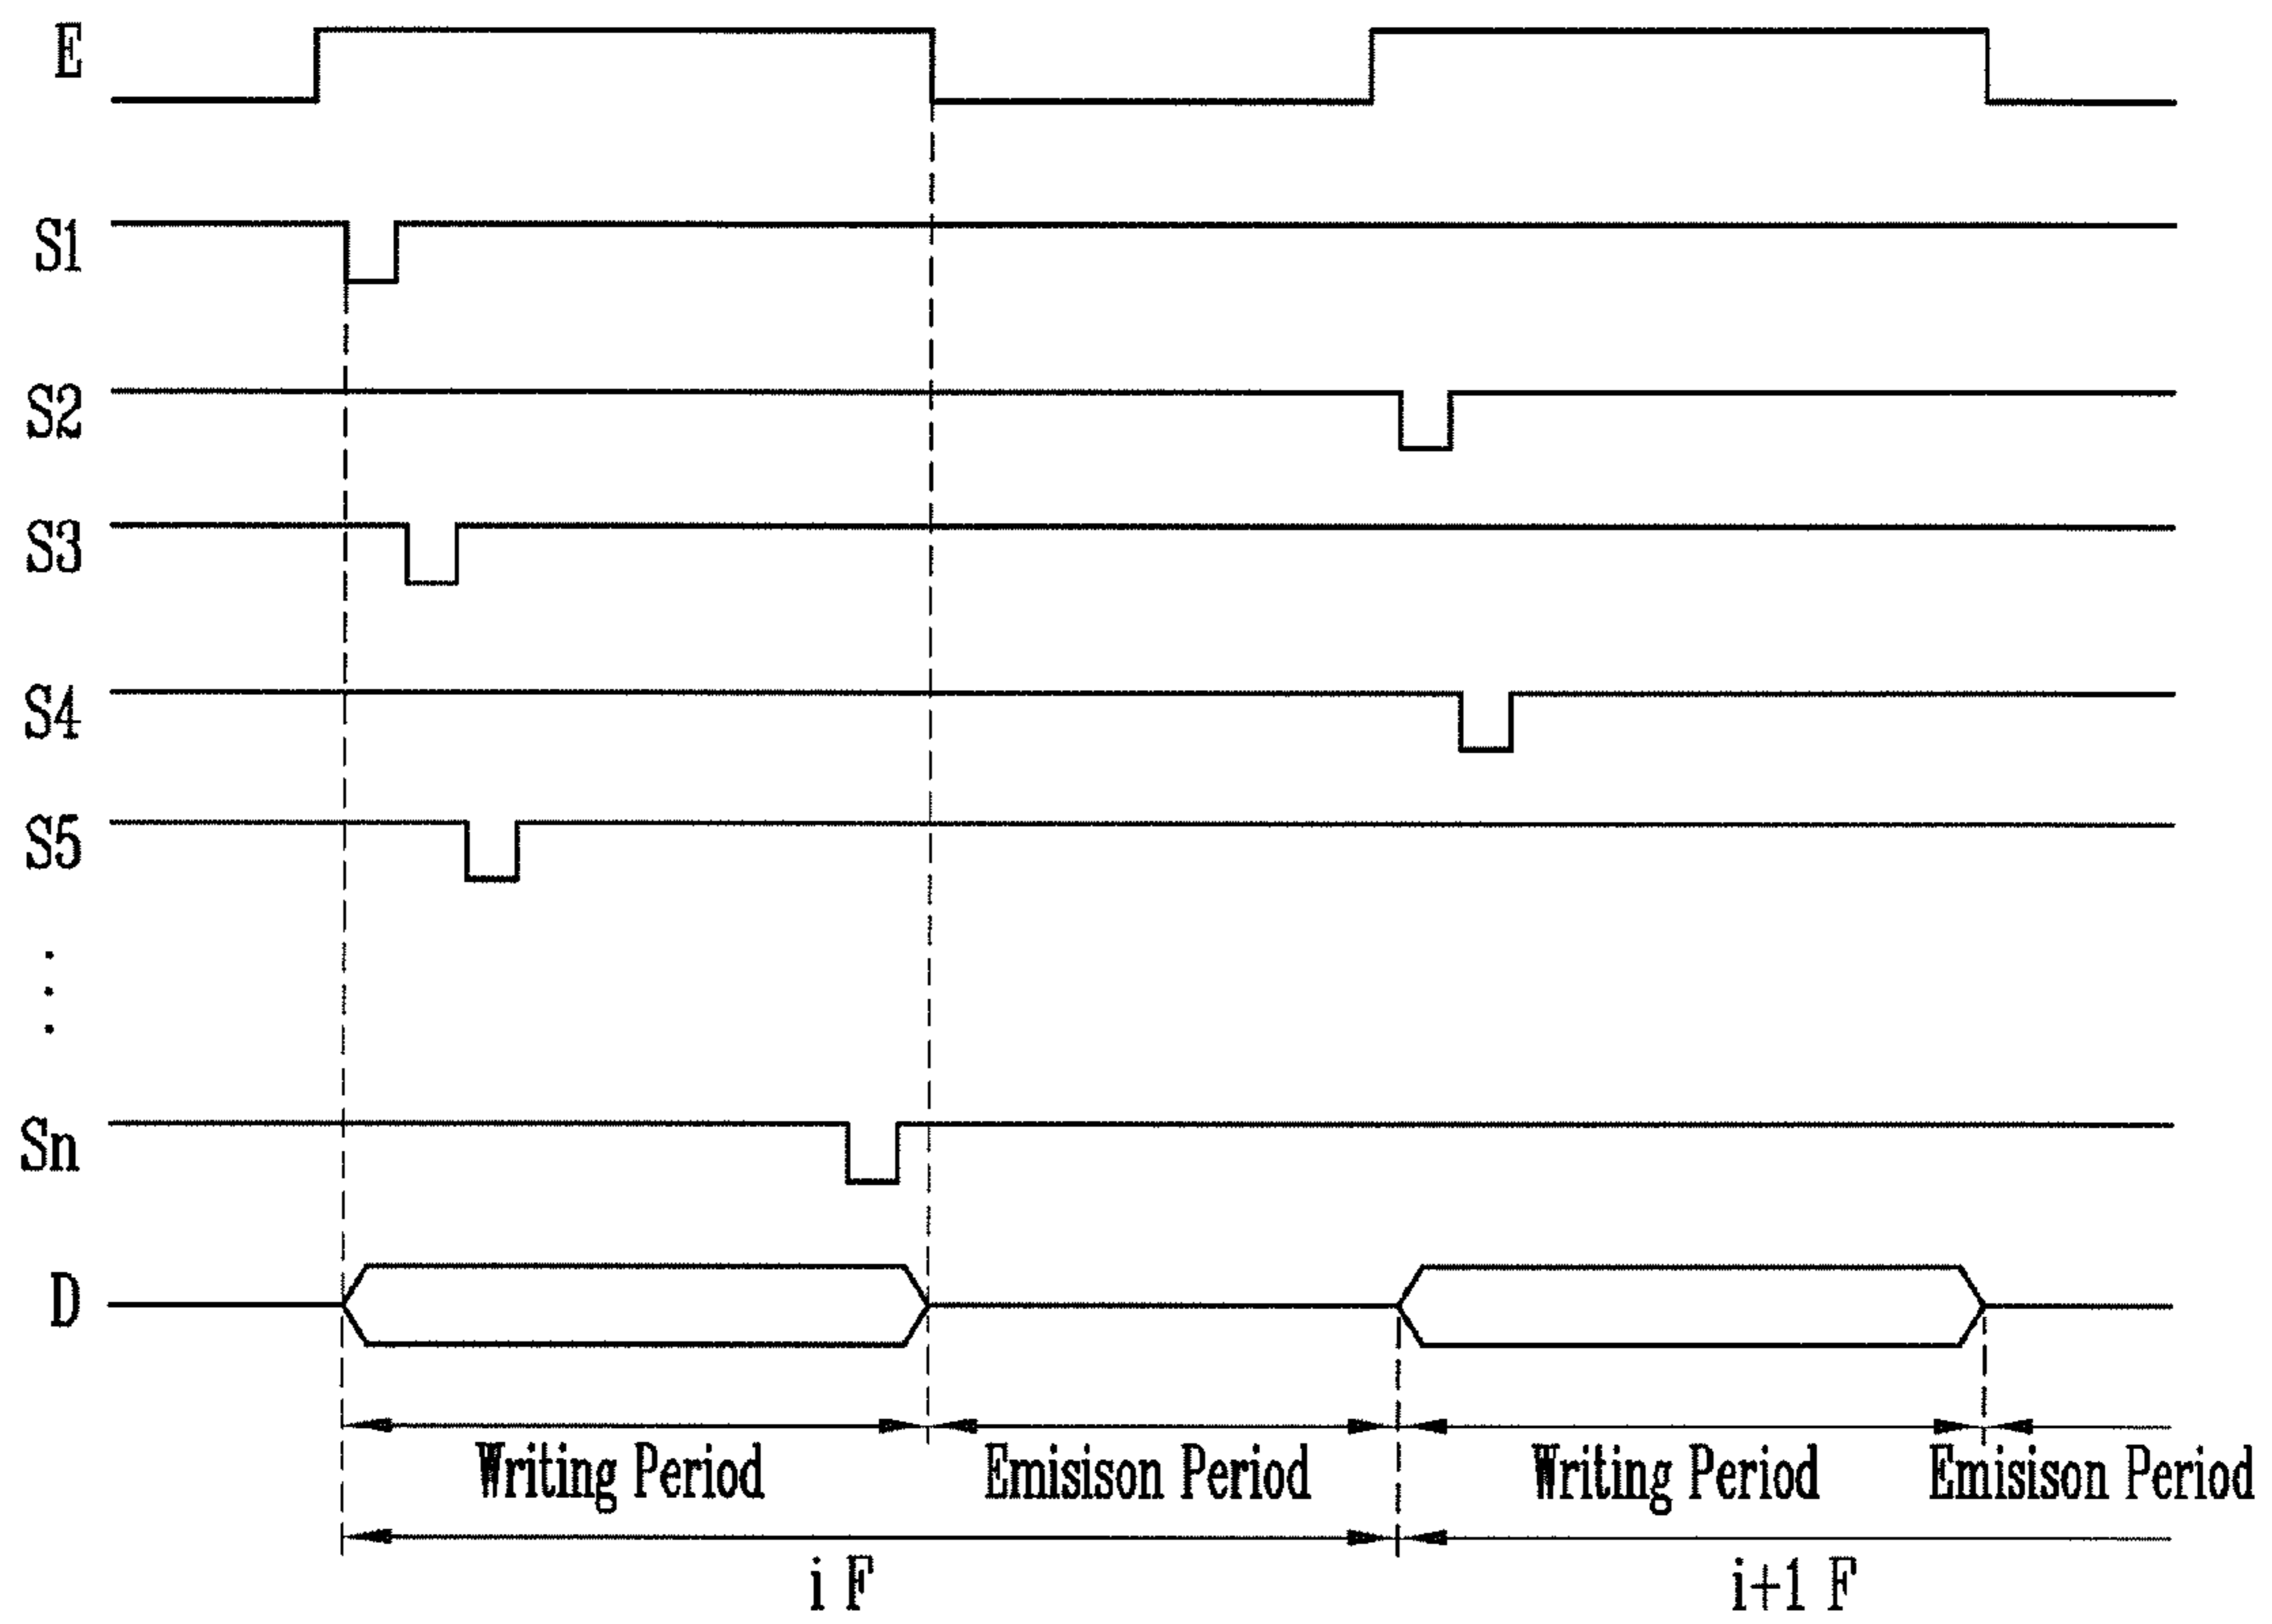 E
S1
S2
S3
S4
S5
Sn
D
Writing Period Emisison Period Writing Period Emisison Period
i F i+1 F